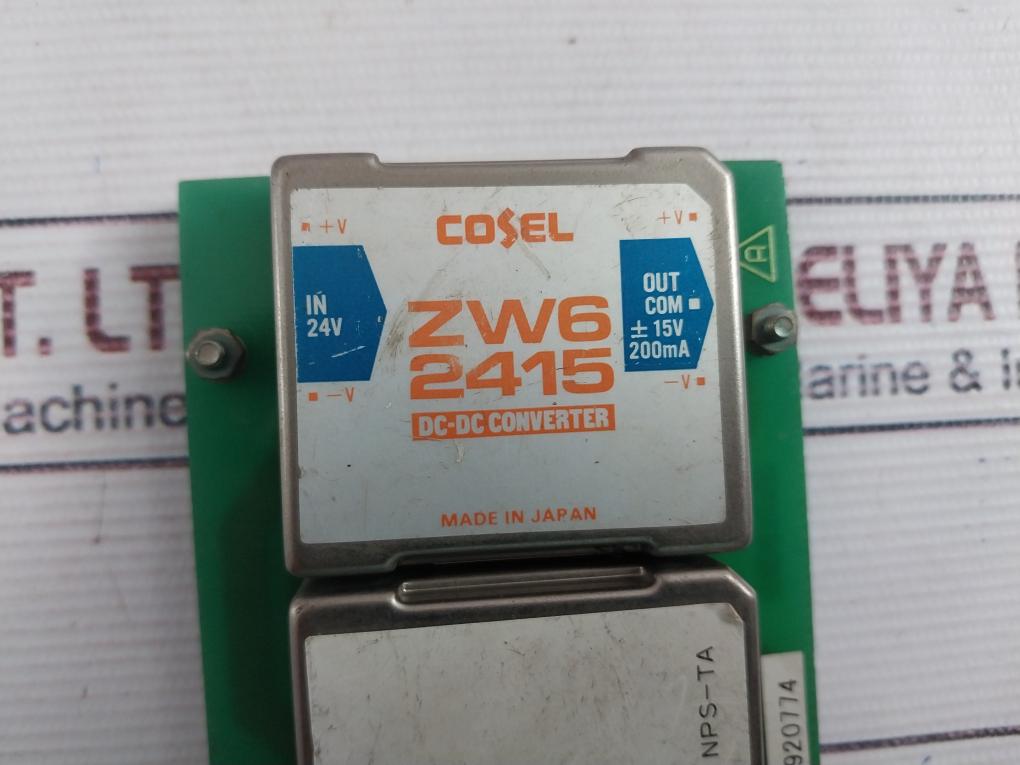 COSEL
+V
+V
IN
24V
OUT
COM
± 15V
200mA
ZW6
2415
-V
-V
DC-DC CONVERTER
MADE IN JAPAN
A
NPS-TA
920774
T. LT
ELIYA
achine
arine & i